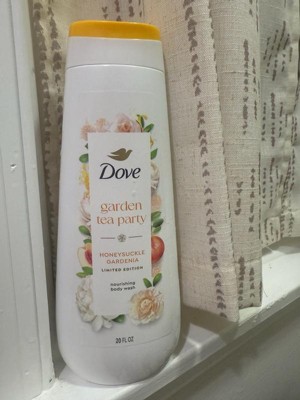 Dove
garden
tea party
HONEYSUCKLE
GARDENIA
LIMITED EDITION
nourishing
body wash
20 FL OZ